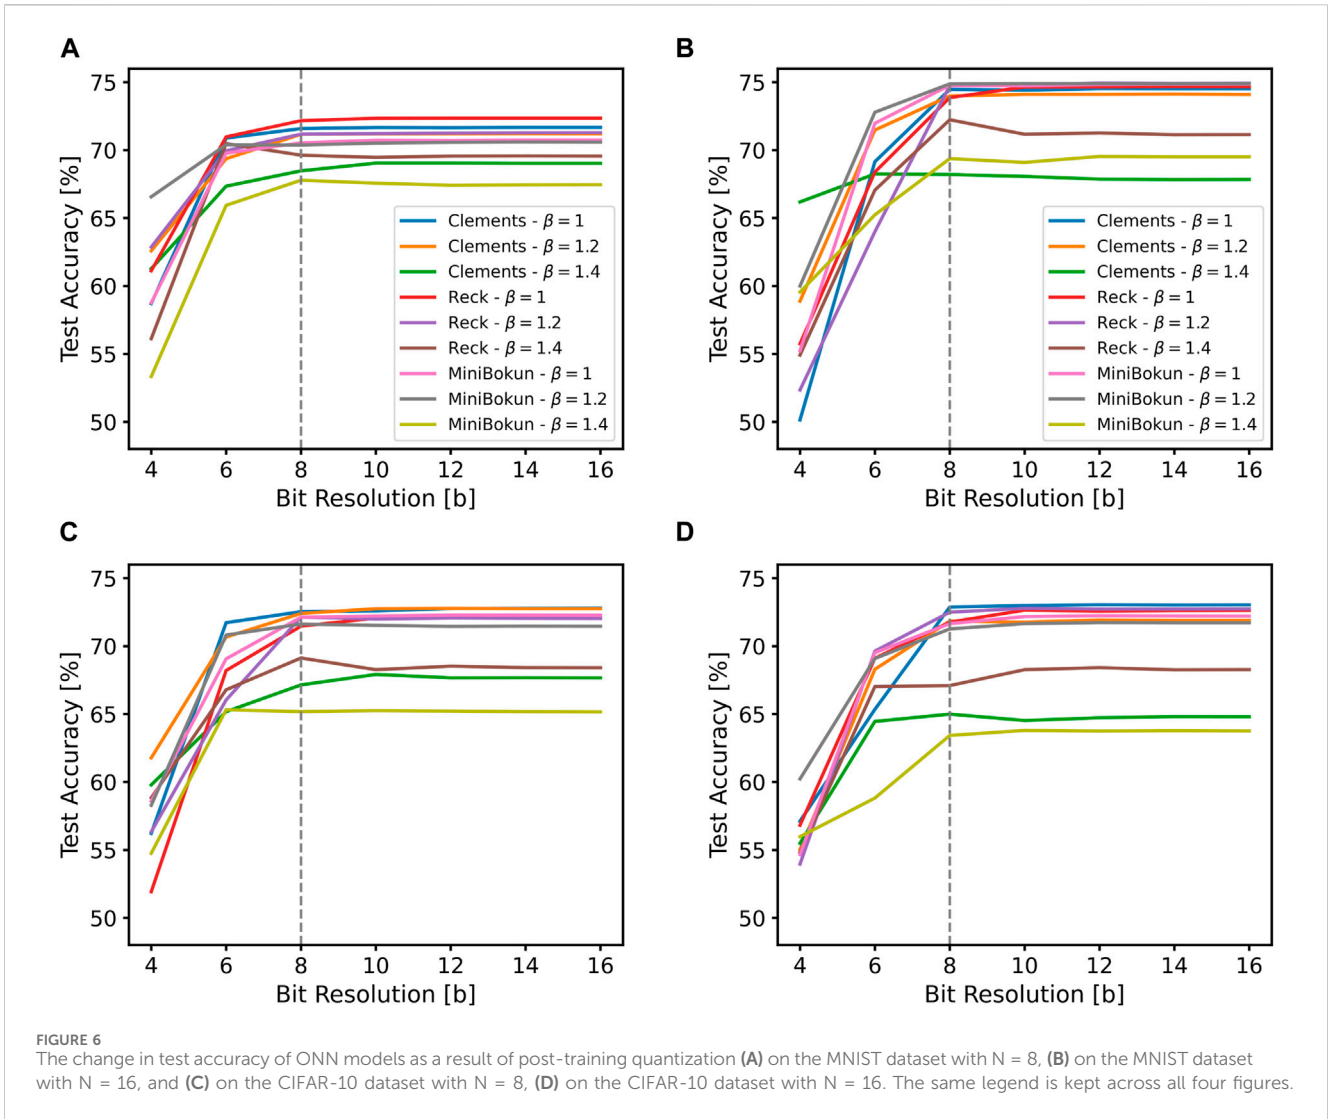 A
75
70
65
60
55
50
Test Accuracy [%]
4 6 8 10 12 14 16
Bit Resolution [b]
Clements - β = 1
Clements - β = 1.2
Clements - β = 1.4
Reck - β = 1
Reck - β = 1.2
Reck - β = 1.4
MiniBokun - β = 1
MiniBokun - β = 1.2
MiniBokun - β = 1.4
B
75
70
65
60
55
50
Test Accuracy [%]
4 6 8 10 12 14 16
Bit Resolution [b]
Clements - β = 1
Clements - β = 1.2
Clements - β = 1.4
Reck - β = 1
Reck - β = 1.2
Reck - β = 1.4
MiniBokun - β = 1
MiniBokun - β = 1.2
MiniBokun - β = 1.4
C
75
70
65
60
55
50
Test Accuracy [%]
4 6 8 10 12 14 16
Bit Resolution [b]
D
75
70
65
60
55
50
Test Accuracy [%]
4 6 8 10 12 14 16
Bit Resolution [b]
FIGURE 6
The change in test accuracy of ONN models as a result of post-training quantization (A) on the MNIST dataset with N = 8, (B) on the MNIST dataset
with N = 16, and (C) on the CIFAR-10 dataset with N = 8, (D) on the CIFAR-10 dataset with N = 16. The same legend is kept across all four figures.